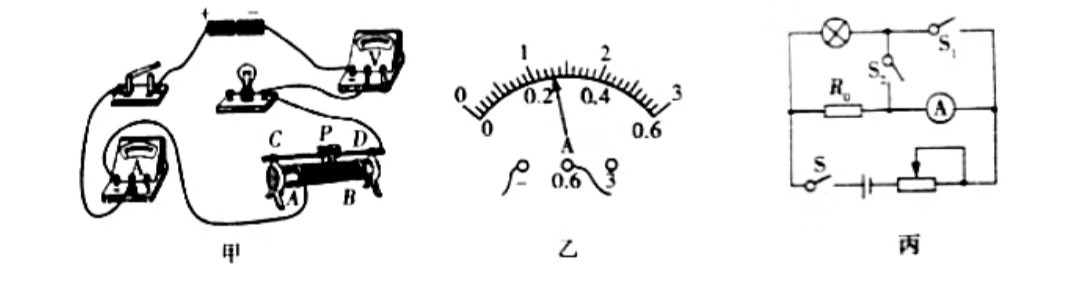 + −
V
A
C P D
A B
甲
0 1 2 3
0 0.2 0.4 0.6
A
− 0.6 3
乙
S₁
S₂
R₀ A
S
丙